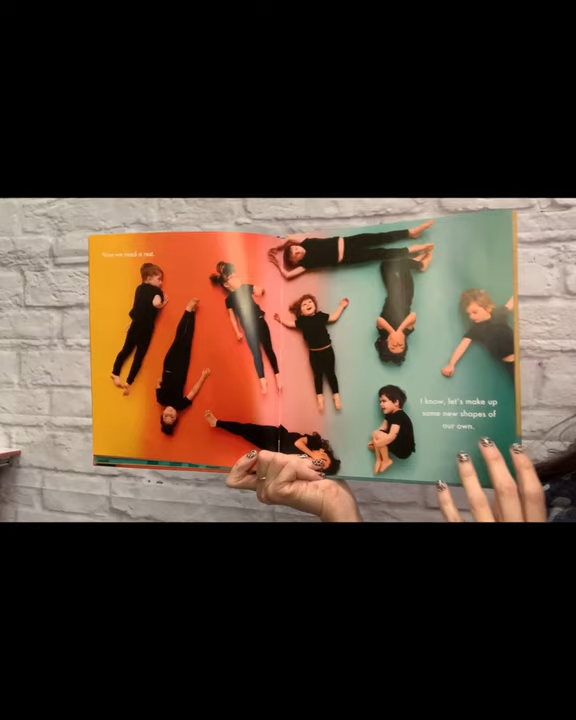 Now we need a rest.
I know, let's make up
some new shapes of
our own.